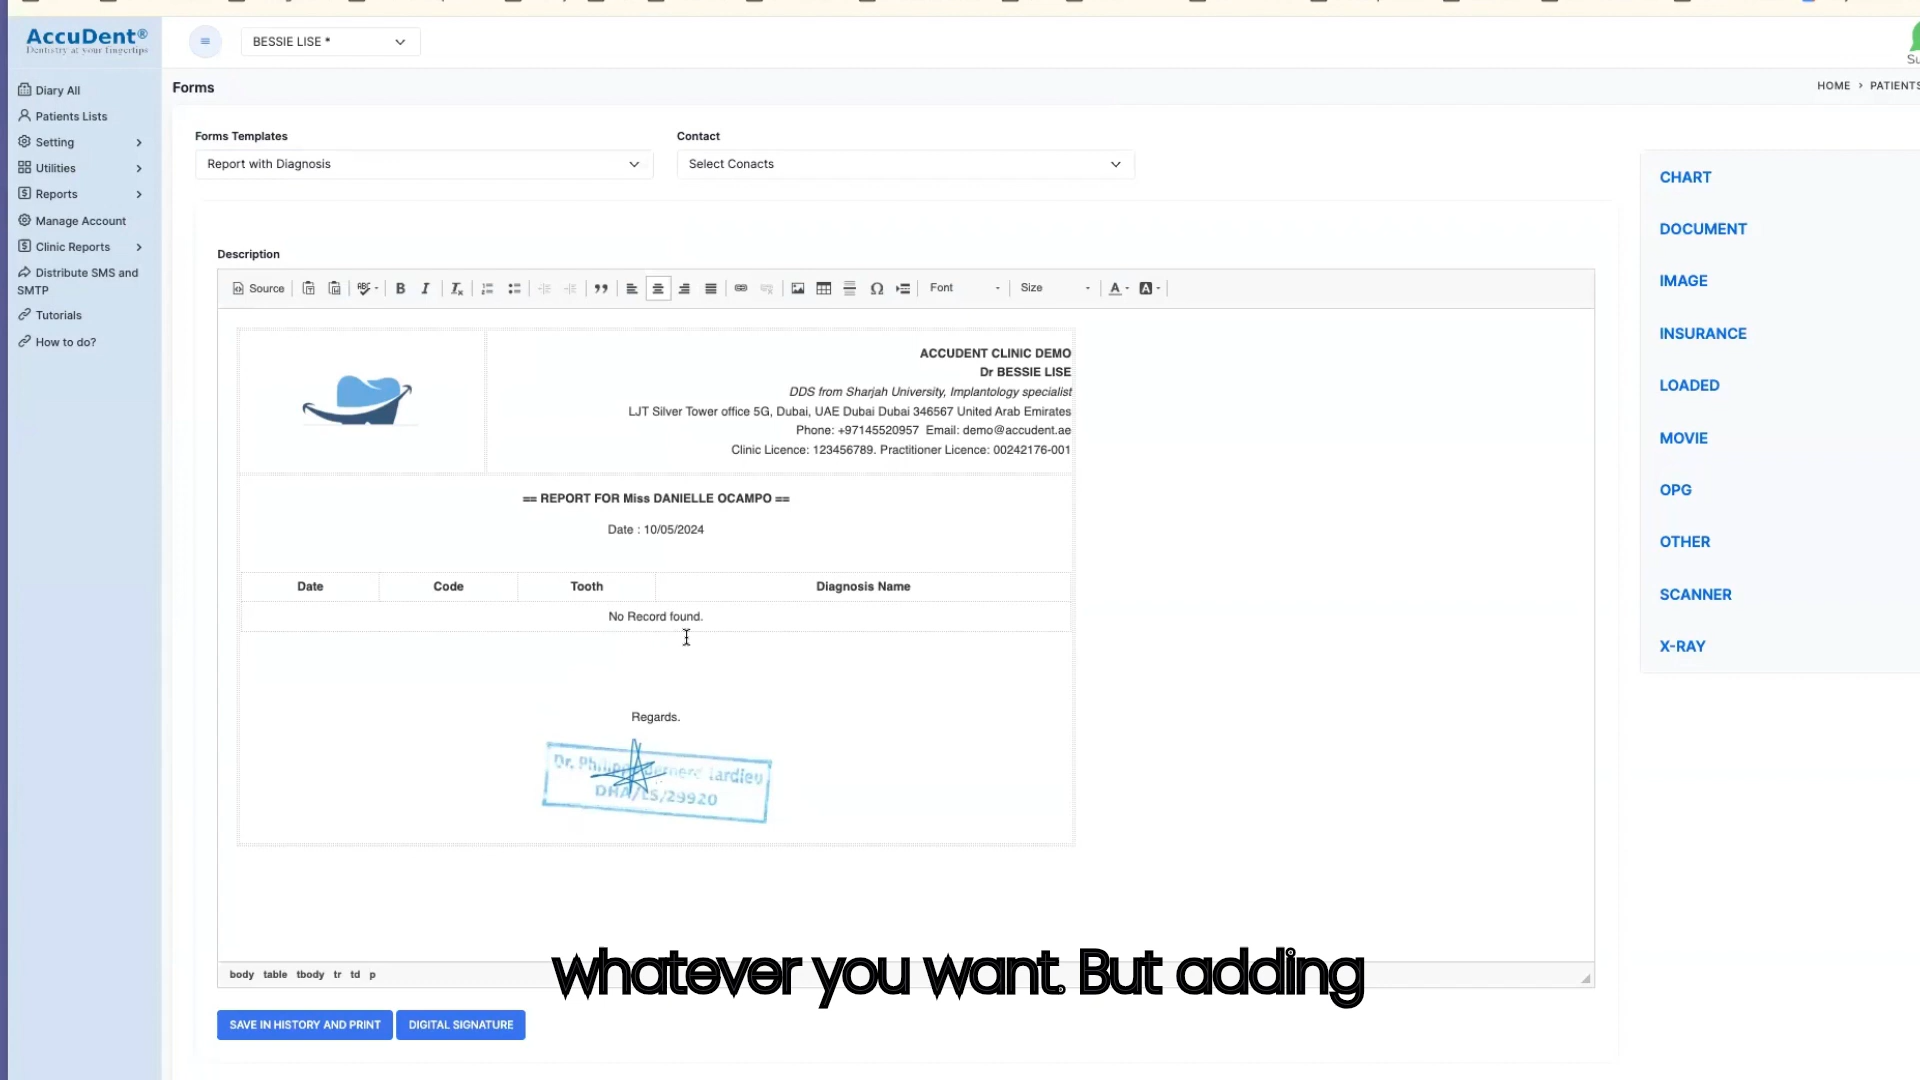 AccuDent®
Dentistry at your fingertips
BESSIE LISE *
Diary All
Patients Lists
Setting
Utilities
Reports
Manage Account
Clinic Reports
Distribute SMS and
SMTP
Tutorials
How to do?
Forms
HOME > PATIENTS
Forms Templates
Report with Diagnosis
Contact
Select Conacts
Description
Source
Font
Size
ACCUDENT CLINIC DEMO
Dr BESSIE LISE
DDS from Sharjah University, Implantology specialist
LJT Silver Tower office 5G, Dubai, UAE Dubai Dubai 346567 United Arab Emirates
Phone: +97145520957 Email: demo@accudent.ae
Clinic Licence: 123456789. Practitioner Licence: 00242176-001
== REPORT FOR Miss DANIELLE OCAMPO ==
Date : 10/05/2024
Date Code Tooth Diagnosis Name
No Record found.
Regards.
Dr.
DHA/LS/29920
body table tbody tr td p
whatever you want. But adding
SAVE IN HISTORY AND PRINT
DIGITAL SIGNATURE
CHART
DOCUMENT
IMAGE
INSURANCE
LOADED
MOVIE
OPG
OTHER
SCANNER
X-RAY